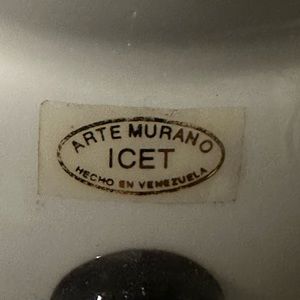 ARTE MURANO
ICET
HECHO EN VENEZUELA